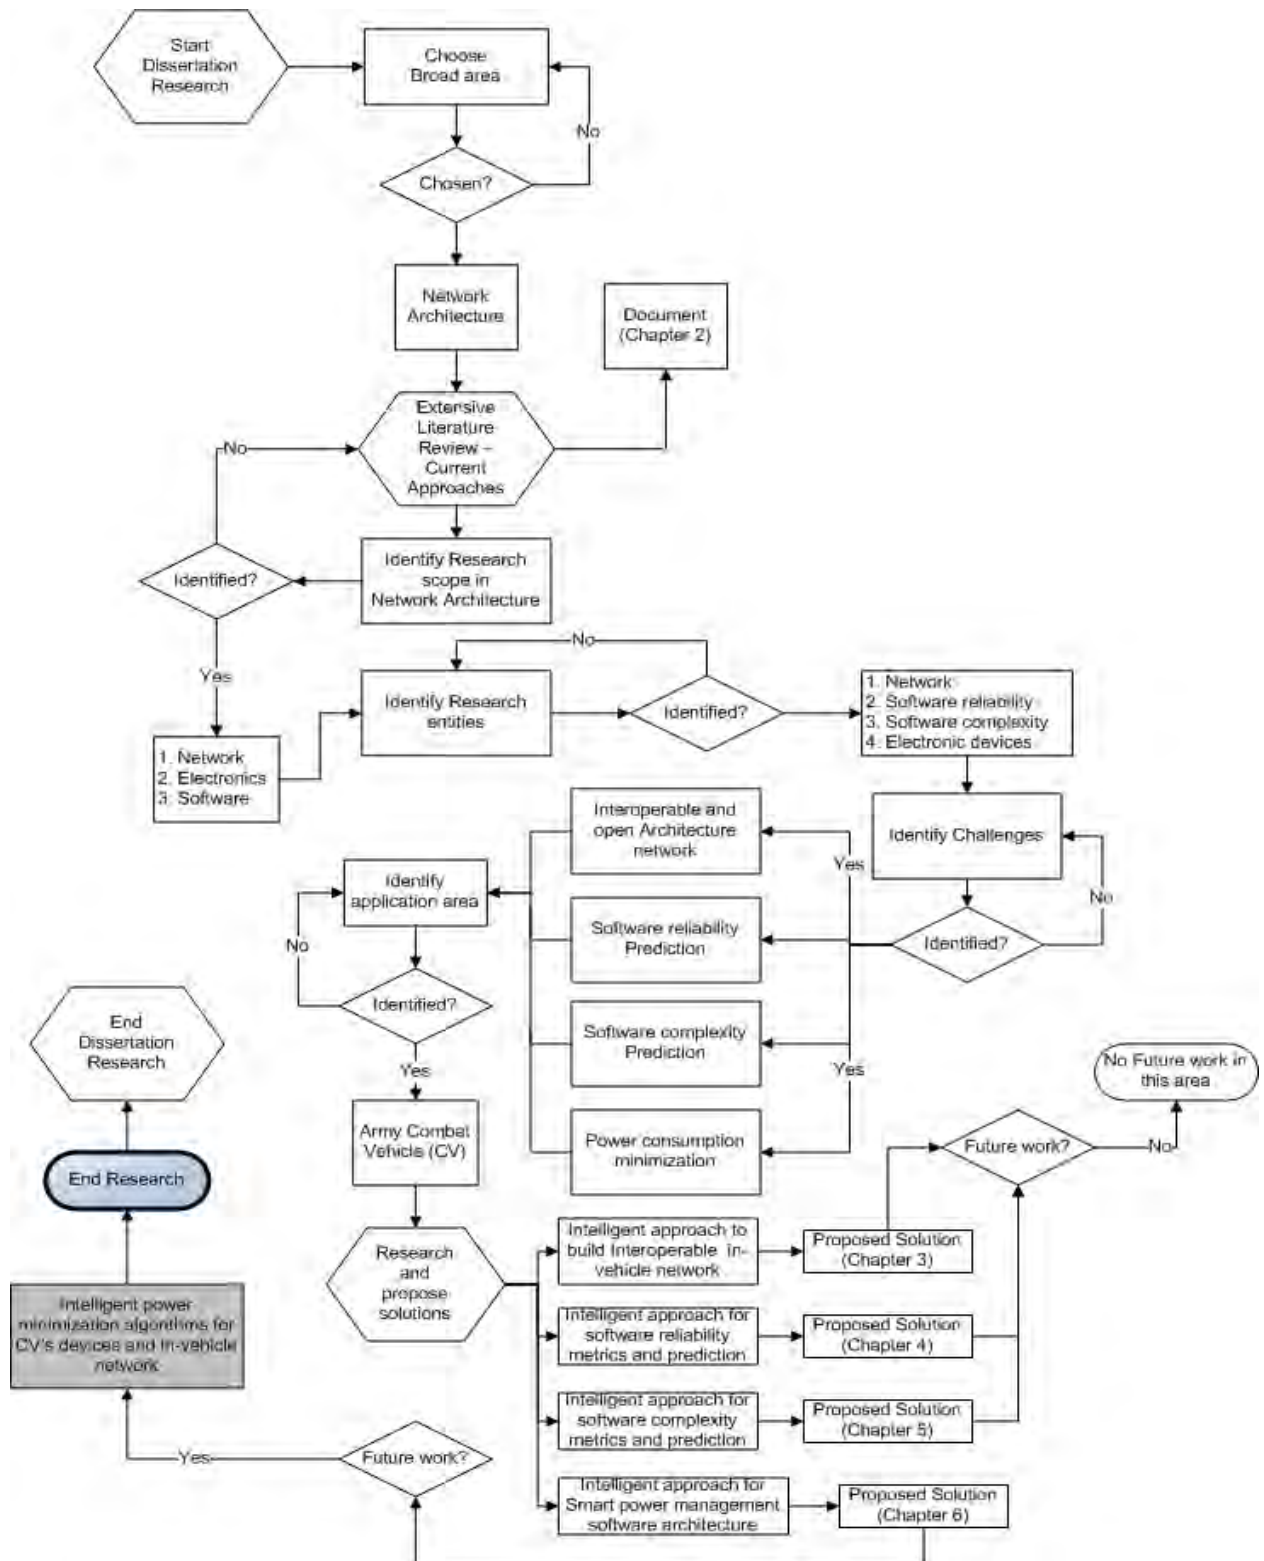 Start
Dissertation
Research
Choose
Broad area
No
Chosen?
Network
Architecture
Document
(Chapter 2)
Extensive
Literature
Review –
Current
Approaches
No
Identify Research
scope in
Network Architecture
Identified?
Yes
No
Identify Research
entities
Identified?
1. Network
2. Software reliability
3. Software complexity
4. Electronic devices
1. Network
2. Electronics
3. Software
Interoperable and
open Architecture
network
Yes
Identify Challenges
No
Identify
application area
No
Software reliability
Prediction
Identified?
Identified?
End
Dissertation
Research
Software complexity
Prediction
Yes
Yes
No Future work in
this area
Army Combat
Vehicle (CV)
Power consumption
minimization
Future work?
No
End Research
Research
and
propose
solutions
Intelligent approach to
build Interoperable in-
vehicle network
Proposed Solution
(Chapter 3)
Intelligent power
minimization algorithms for
CV's devices and in-vehicle
network
Intelligent approach for
software reliability
metrics and prediction
Proposed Solution
(Chapter 4)
Intelligent approach for
software complexity
metrics and prediction
Proposed Solution
(Chapter 5)
Yes
Future work?
Intelligent approach for
Smart power management
software architecture
Proposed Solution
(Chapter 6)